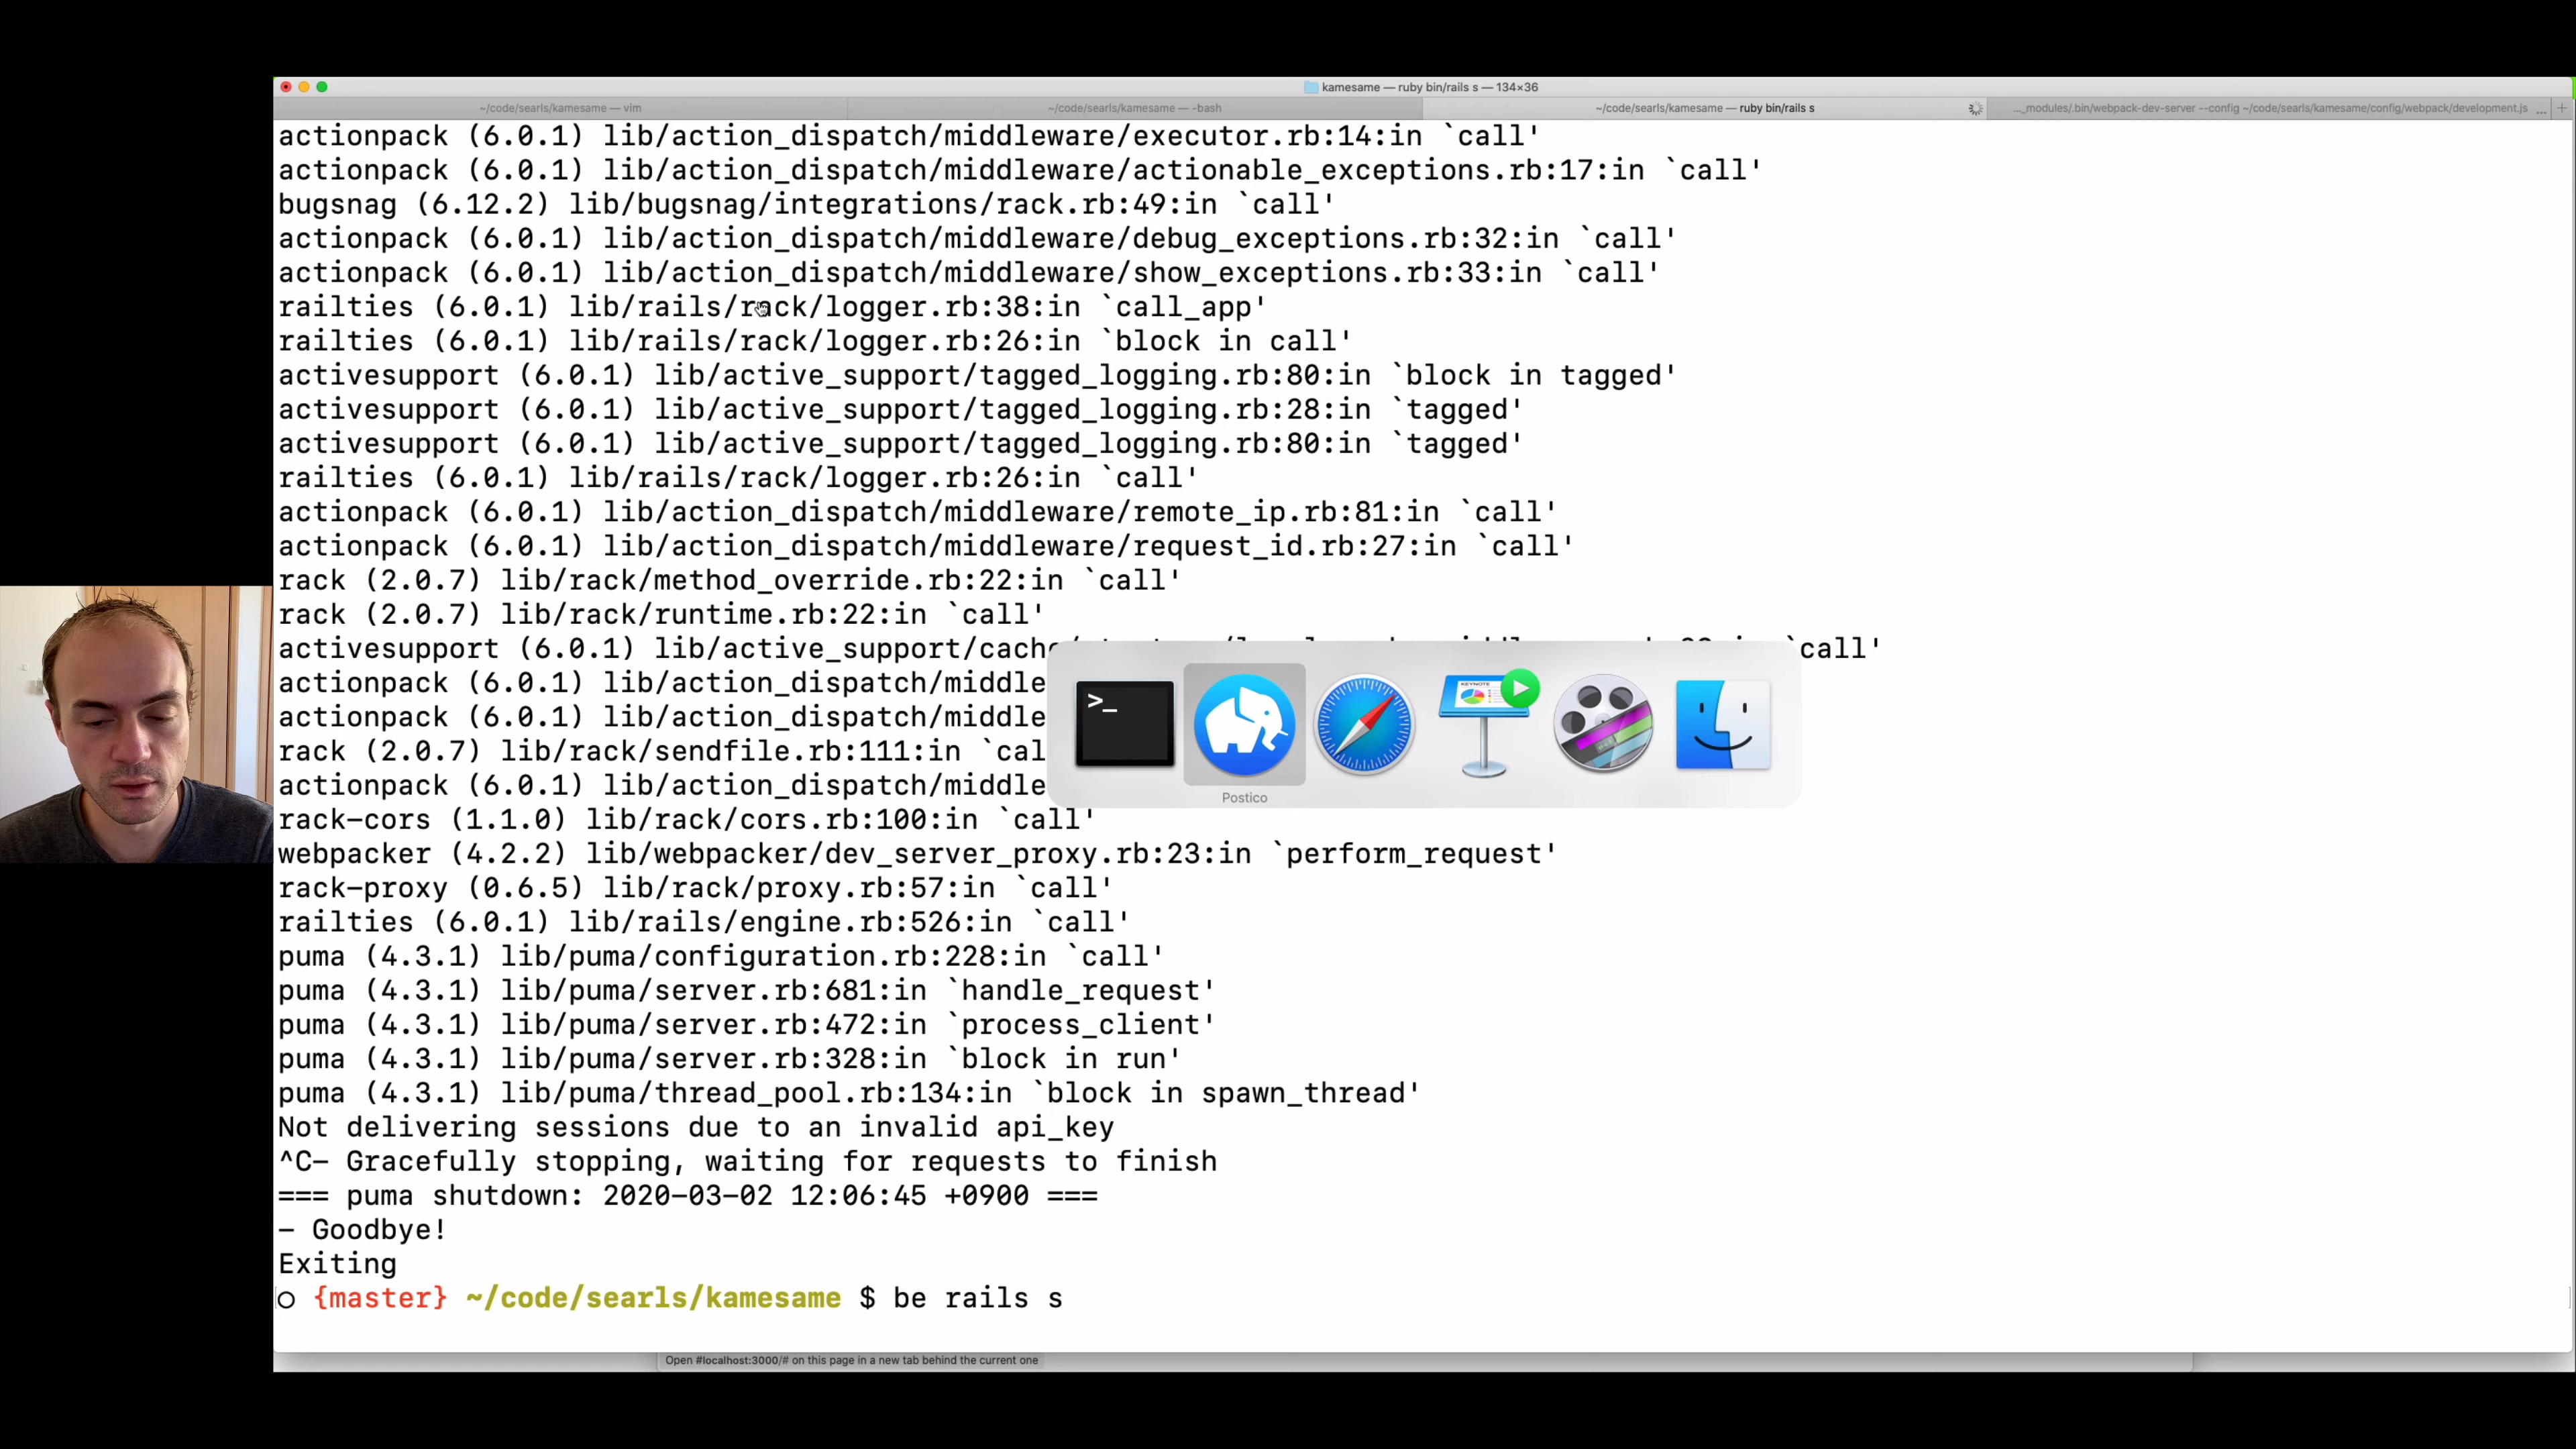 kamesame — ruby bin/rails s — 134×36
~/code/searls/kamesame — vim
~/code/searls/kamesame — -bash
~/code/searls/kamesame — ruby bin/rails s
..._modules/.bin/webpack-dev-server --config ~/code/searls/kamesame/config/webpack/development.js ...
actionpack (6.0.1) lib/action_dispatch/middleware/executor.rb:14:in `call'
actionpack (6.0.1) lib/action_dispatch/middleware/actionable_exceptions.rb:17:in `call'
bugsnag (6.12.2) lib/bugsnag/integrations/rack.rb:49:in `call'
actionpack (6.0.1) lib/action_dispatch/middleware/debug_exceptions.rb:32:in `call'
actionpack (6.0.1) lib/action_dispatch/middleware/show_exceptions.rb:33:in `call'
railties (6.0.1) lib/rails/rack/logger.rb:38:in `call_app'
railties (6.0.1) lib/rails/rack/logger.rb:26:in `block in call'
activesupport (6.0.1) lib/active_support/tagged_logging.rb:80:in `block in tagged'
activesupport (6.0.1) lib/active_support/tagged_logging.rb:28:in `tagged'
activesupport (6.0.1) lib/active_support/tagged_logging.rb:80:in `tagged'
railties (6.0.1) lib/rails/rack/logger.rb:26:in `call'
actionpack (6.0.1) lib/action_dispatch/middleware/remote_ip.rb:81:in `call'
actionpack (6.0.1) lib/action_dispatch/middleware/request_id.rb:27:in `call'
rack (2.0.7) lib/rack/method_override.rb:22:in `call'
rack (2.0.7) lib/rack/runtime.rb:22:in `call'
activesupport (6.0.1) lib/active_support/cache `call'
actionpack (6.0.1) lib/action_dispatch/middle
actionpack (6.0.1) lib/action_dispatch/middle
rack (2.0.7) lib/rack/sendfile.rb:111:in `cal
actionpack (6.0.1) lib/action_dispatch/middle
KEYNOTE
>_
Postico
rack-cors (1.1.0) lib/rack/cors.rb:100:in `call'
webpacker (4.2.2) lib/webpacker/dev_server_proxy.rb:23:in `perform_request'
rack-proxy (0.6.5) lib/rack/proxy.rb:57:in `call'
railties (6.0.1) lib/rails/engine.rb:526:in `call'
puma (4.3.1) lib/puma/configuration.rb:228:in `call'
puma (4.3.1) lib/puma/server.rb:681:in `handle_request'
puma (4.3.1) lib/puma/server.rb:472:in `process_client'
puma (4.3.1) lib/puma/server.rb:328:in `block in run'
puma (4.3.1) lib/puma/thread_pool.rb:134:in `block in spawn_thread'
Not delivering sessions due to an invalid api_key
^C- Gracefully stopping, waiting for requests to finish
=== puma shutdown: 2020-03-02 12:06:45 +0900 ===
- Goodbye!
Exiting
○ {master} ~/code/searls/kamesame $ be rails s
Open #localhost:3000/# on this page in a new tab behind the current one